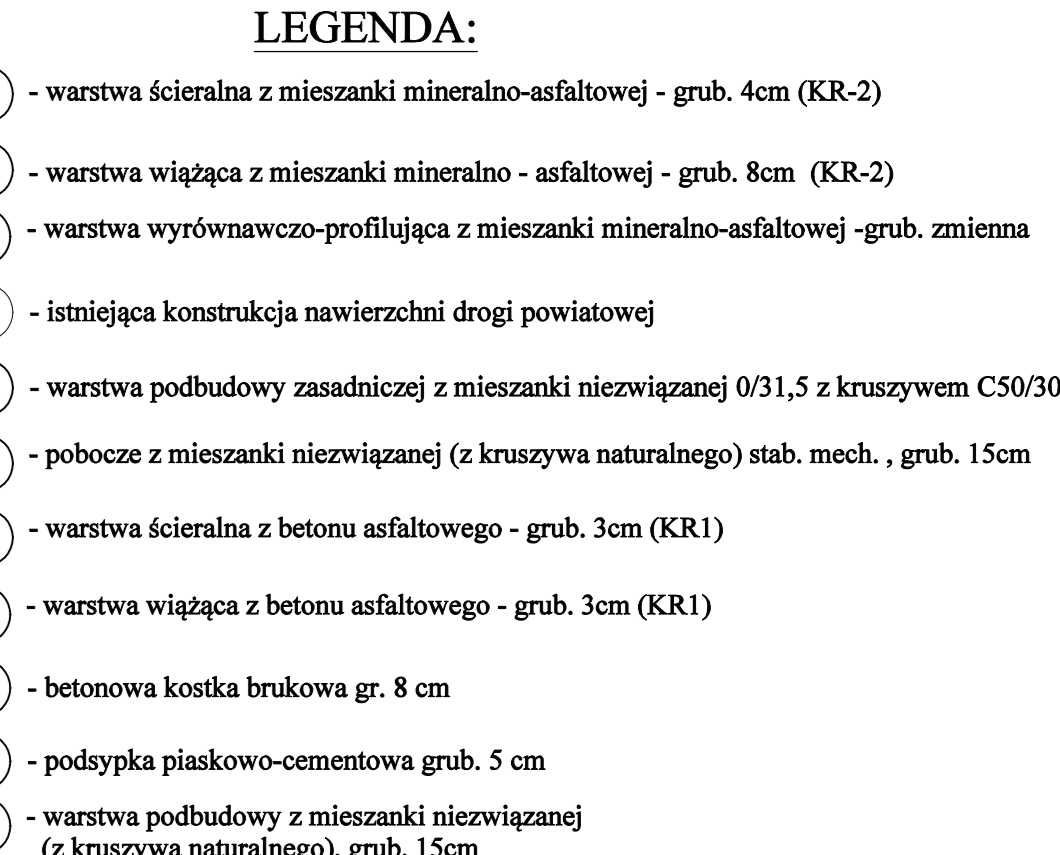 LEGENDA:
- warstwa ścieralna z mieszanki mineralno-asfaltowej - grub. 4cm (KR-2)
- warstwa wiążąca z mieszanki mineralno - asfaltowej - grub. 8cm (KR-2)
- warstwa wyrównawczo-profilująca z mieszanki mineralno-asfaltowej -grub. zmienna
- istniejąca konstrukcja nawierzchni drogi powiatowej
- warstwa podbudowy zasadniczej z mieszanki niezwiązanej 0/31,5 z kruszywem C50/30
- pobocze z mieszanki niezwiązanej (z kruszywa naturalnego) stab. mech. , grub. 15cm
- warstwa ścieralna z betonu asfaltowego - grub. 3cm (KR1)
- warstwa wiążąca z betonu asfaltowego - grub. 3cm (KR1)
- betonowa kostka brukowa gr. 8 cm
- podsypka piaskowo-cementowa grub. 5 cm
- warstwa podbudowy z mieszanki niezwiązanej
(z kruszywa naturalnego), grub. 15cm